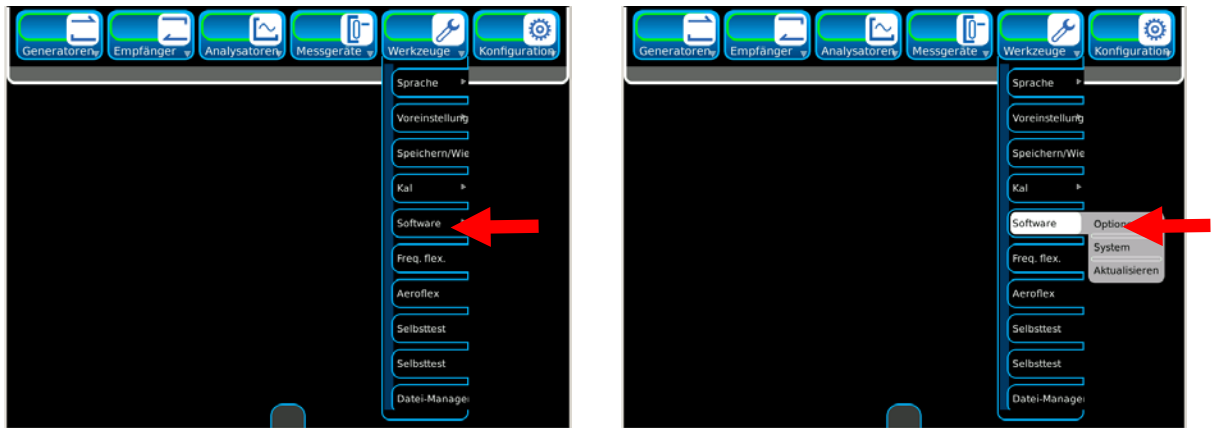 Generatoren
Empfänger
Analysatoren
Messgeräte
Werkzeuge
Konfiguration
Sprache
Voreinstellung
Speichern/Wie
Kal
Software
Freq. flex.
Aeroflex
Selbsttest
Selbsttest
Datei-Manage
Generatoren
Empfänger
Analysatoren
Messgeräte
Werkzeuge
Konfiguration
Sprache
Voreinstellung
Speichern/Wie
Kal
Software
Option
System
Aktualisieren
Freq. flex.
Aeroflex
Selbsttest
Selbsttest
Datei-Manage